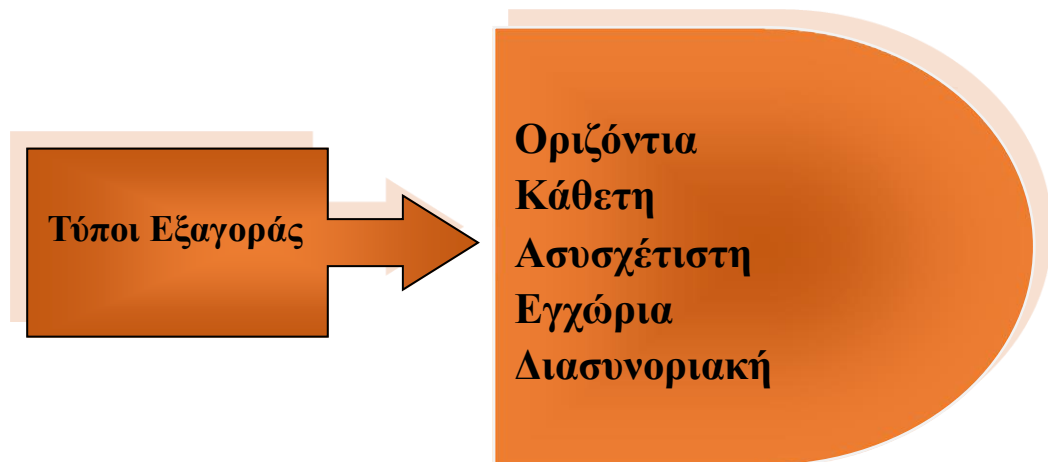 Τύποι Εξαγοράς
Οριζόντια
Κάθετη
Ασυσχέτιστη
Εγχώρια
Διασυνοριακή